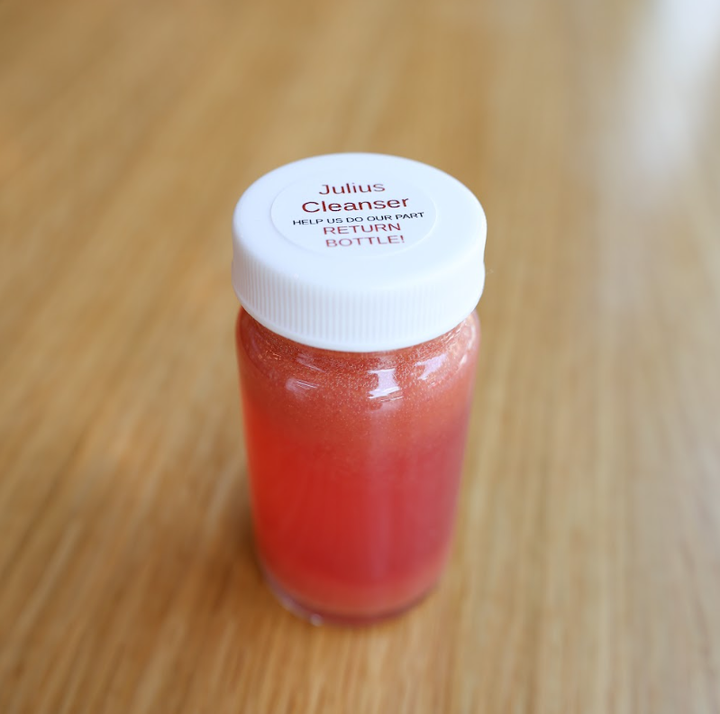 Julius
Cleanser
HELP US DO OUR PART
RETURN
BOTTLE!